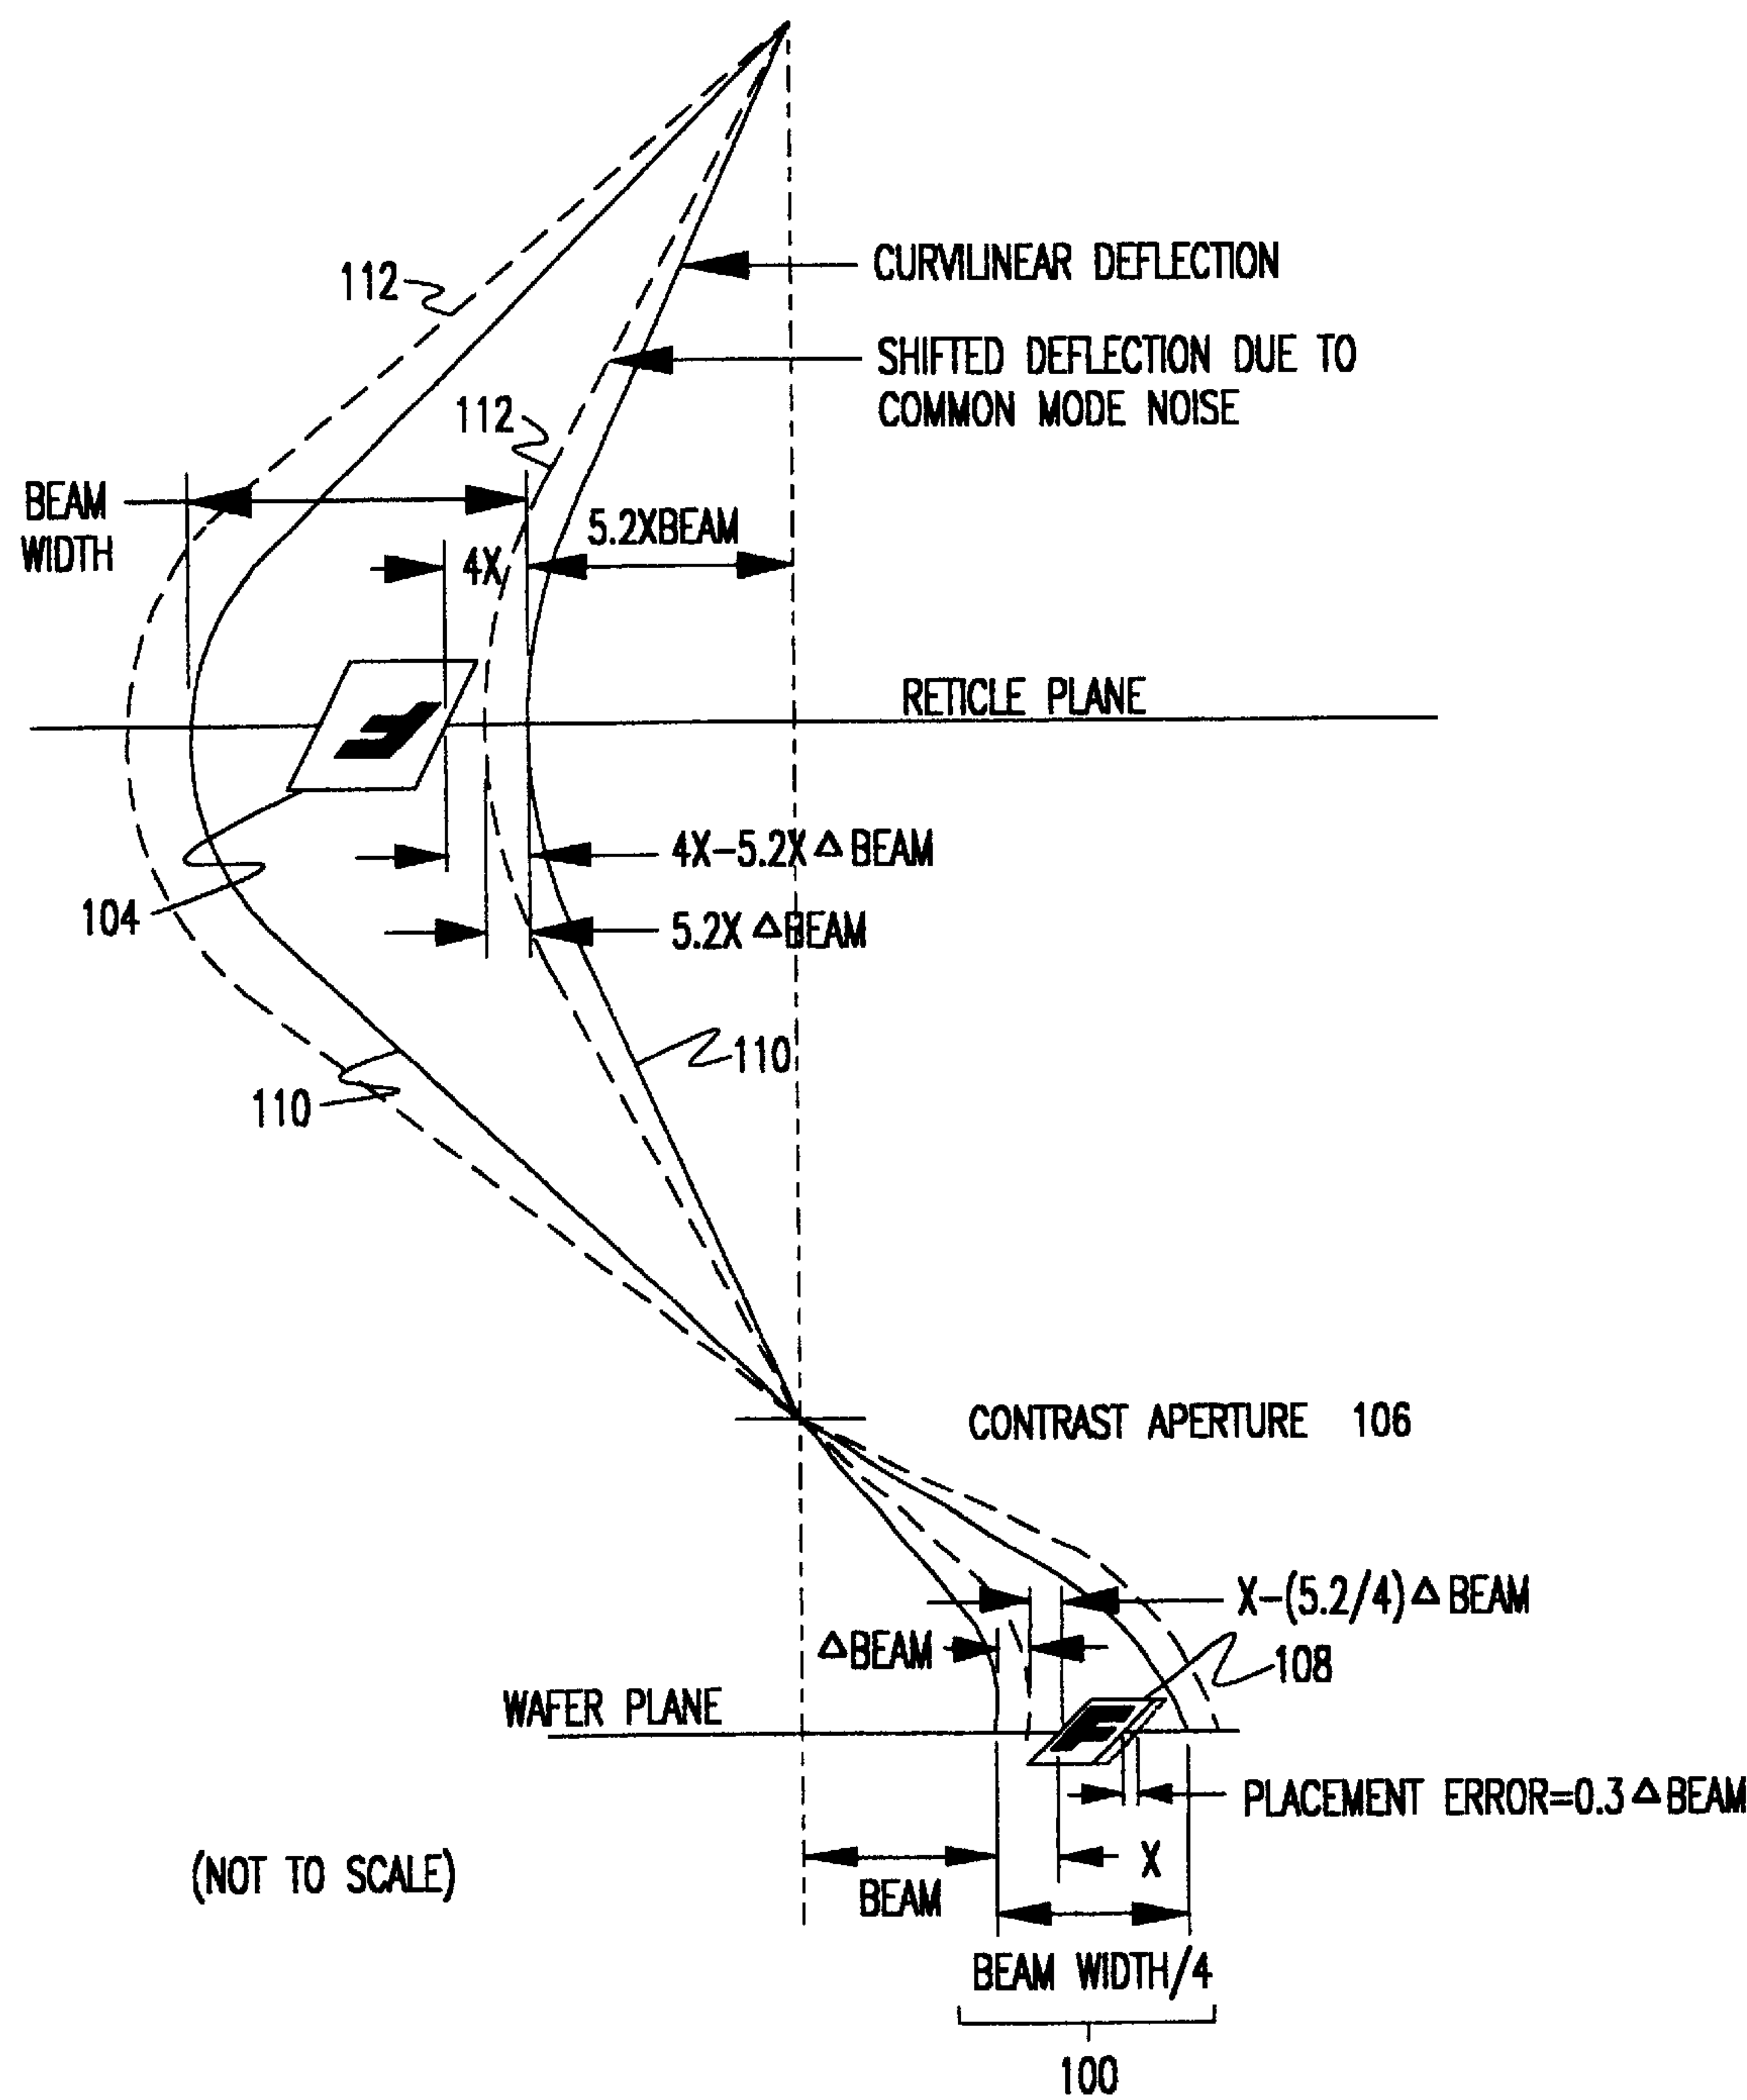 CURVILINEAR DEFLECTION
112
SHIFTED DEFLECTION DUE TO
COMMON MODE NOISE
112
BEAM
WIDTH
5.2XBEAM
4X
RETICLE PLANE
F
4X-5.2X△ BEAM
104
5.2X △BEAM
110
110
CONTRAST APERTURE 106
X-(5.2/4)△ BEAM
△BEAM
108
WAFER PLANE
F
PLACEMENT ERROR=0.3△BEAM
X
(NOT TO SCALE)
BEAM
BEAM WIDTH/4
100